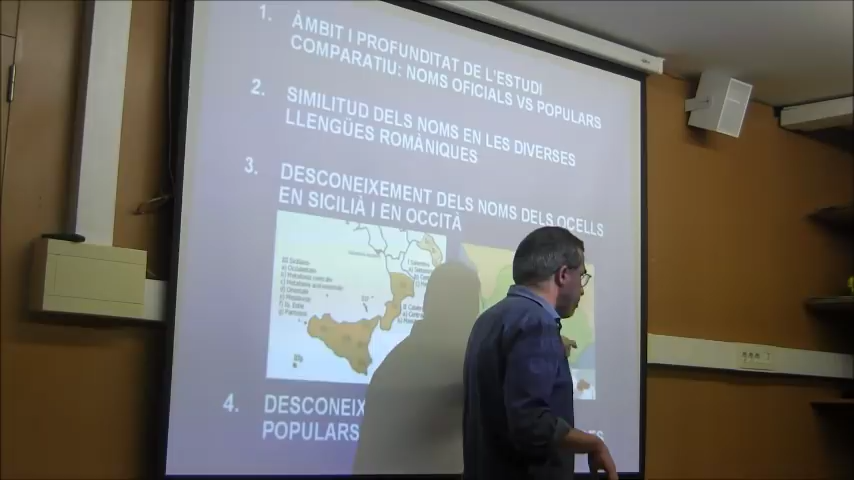 1. ÀMBIT I PROFUNDITAT DE L'ESTUDI
COMPARATIU: NOMS OFICIALS VS POPULARS
2. SIMILITUD DELS NOMS EN LES DIVERSES
LLENGÜES ROMÀNIQUES
3. DESCONEIXEMENT DELS NOMS DELS OCELLS
EN SICILIÀ I EN OCCITÀ
4. DESCONEIX
POPULARS